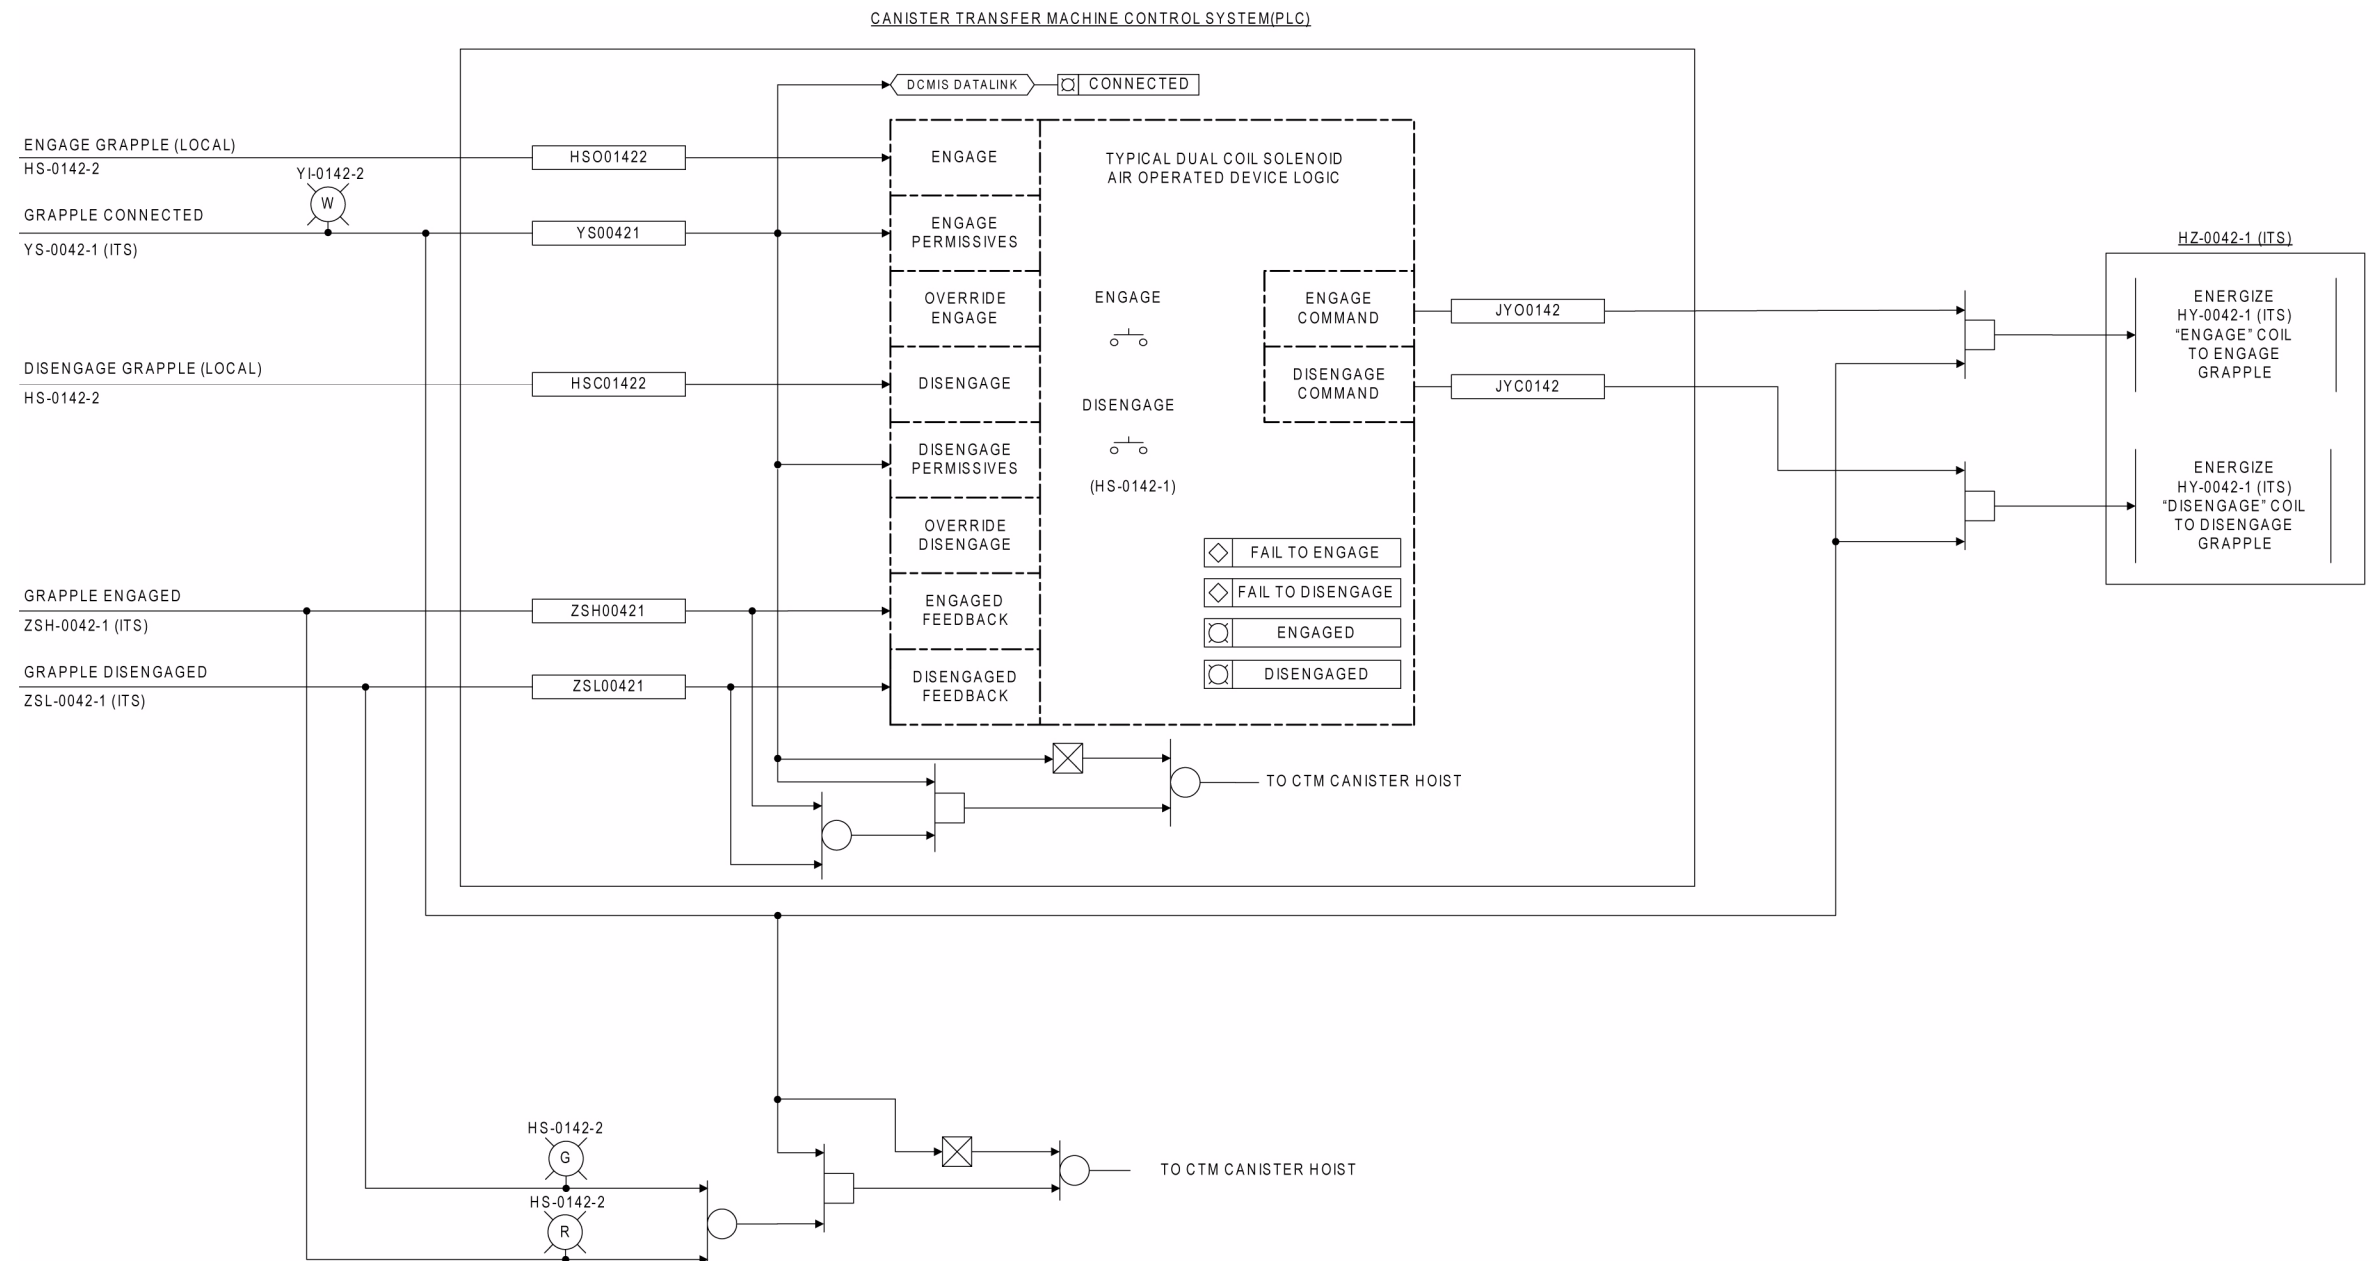 CANISTER TRANSFER MACHINE CONTROL SYSTEM(PLC)
DCMIS DATALINK
CONNECTED
ENGAGE GRAPPLE (LOCAL)
HS-0142-2
HSO01422
ENGAGE
TYPICAL DUAL COIL SOLENOID
AIR OPERATED DEVICE LOGIC
YI-0142-2
W
GRAPPLE CONNECTED
YS-0042-1 (ITS)
YS00421
ENGAGE
PERMISSIVES
HZ-0042-1 (ITS)
OVERRIDE
ENGAGE
ENGAGE
ENGAGE
COMMAND
JYO0142
ENERGIZE
HY-0042-1 (ITS)
“ENGAGE” COIL
TO ENGAGE
GRAPPLE
DISENGAGE GRAPPLE (LOCAL)
HS-0142-2
HSC01422
DISENGAGE
DISENGAGE
DISENGAGE
COMMAND
JYC0142
DISENGAGE
PERMISSIVES
(HS-0142-1)
ENERGIZE
HY-0042-1 (ITS)
“DISENGAGE” COIL
TO DISENGAGE
GRAPPLE
OVERRIDE
DISENGAGE
FAIL TO ENGAGE
FAIL TO DISENGAGE
GRAPPLE ENGAGED
ZSH-0042-1 (ITS)
ZSH00421
ENGAGED
FEEDBACK
ENGAGED
GRAPPLE DISENGAGED
ZSL-0042-1 (ITS)
ZSL00421
DISENGAGED
FEEDBACK
DISENGAGED
TO CTM CANISTER HOIST
HS-0142-2
G
TO CTM CANISTER HOIST
HS-0142-2
R